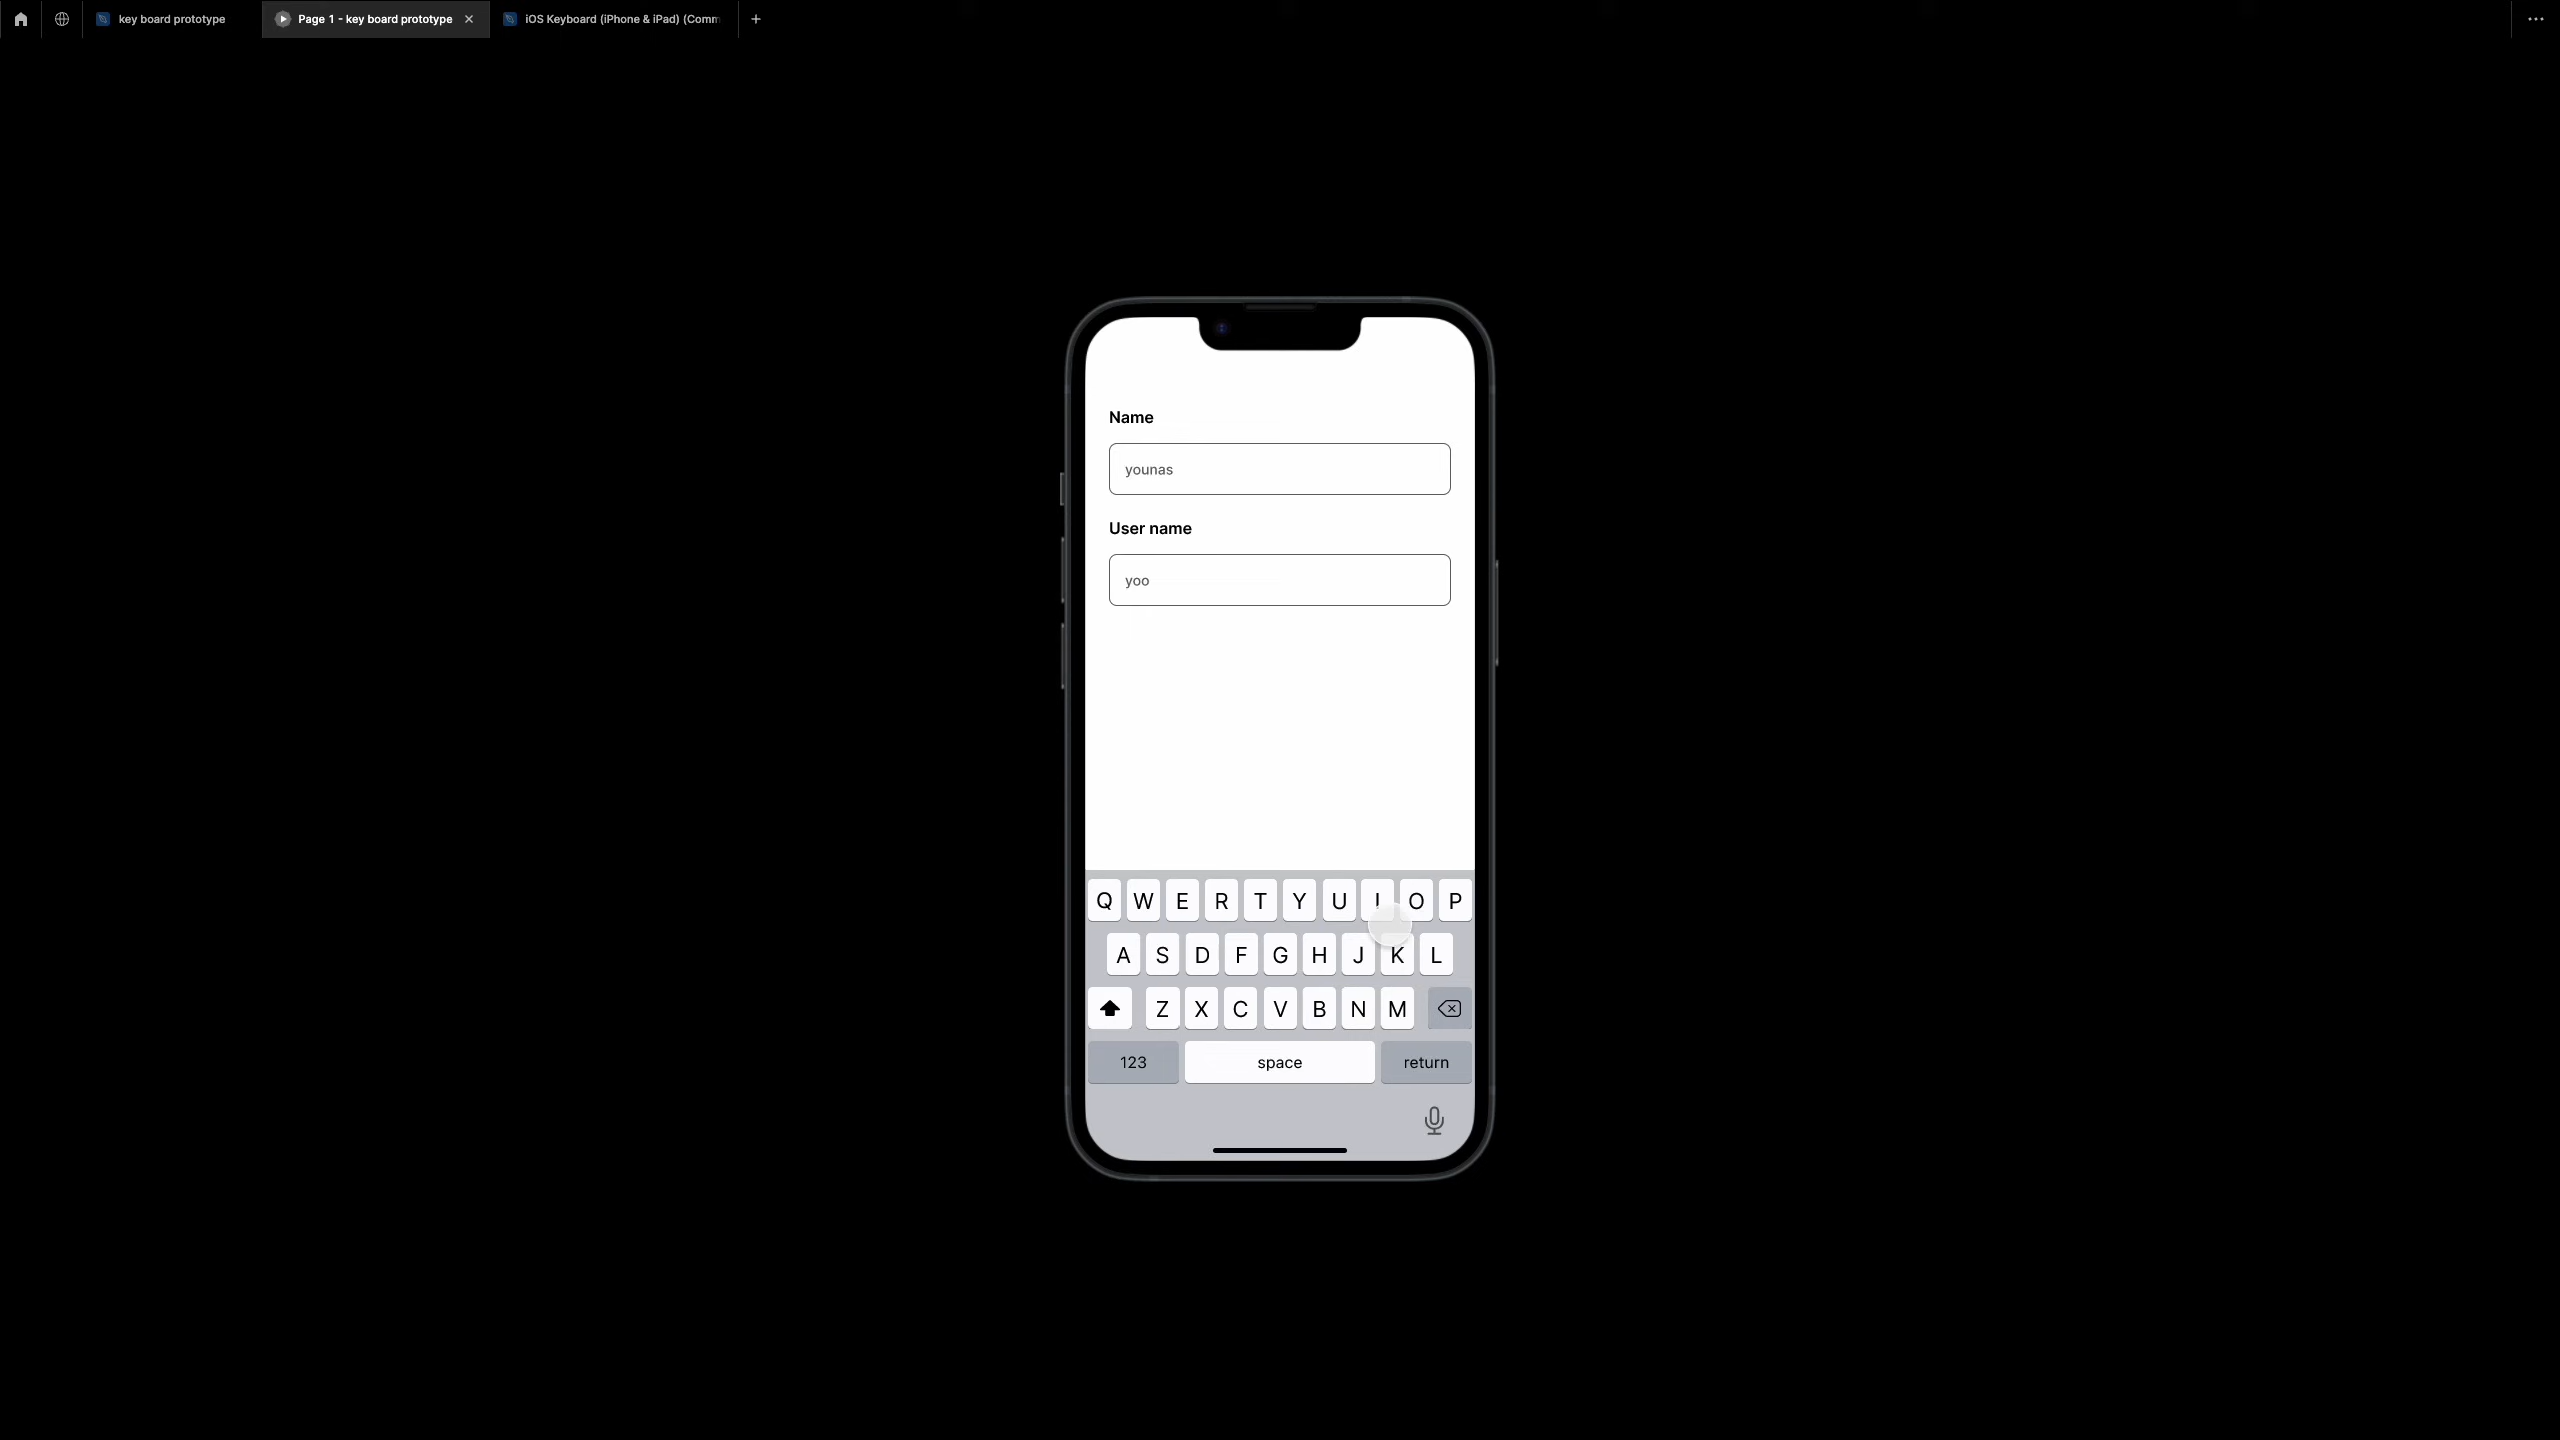 key board prototype
Page 1 - key board prototype
iOS Keyboard (iPhone & iPad) (Comm
Name
younas
User name
yoo
Q W E R T Y U I O P
A S D F G H J K L
Z X C V B N M
123 space return